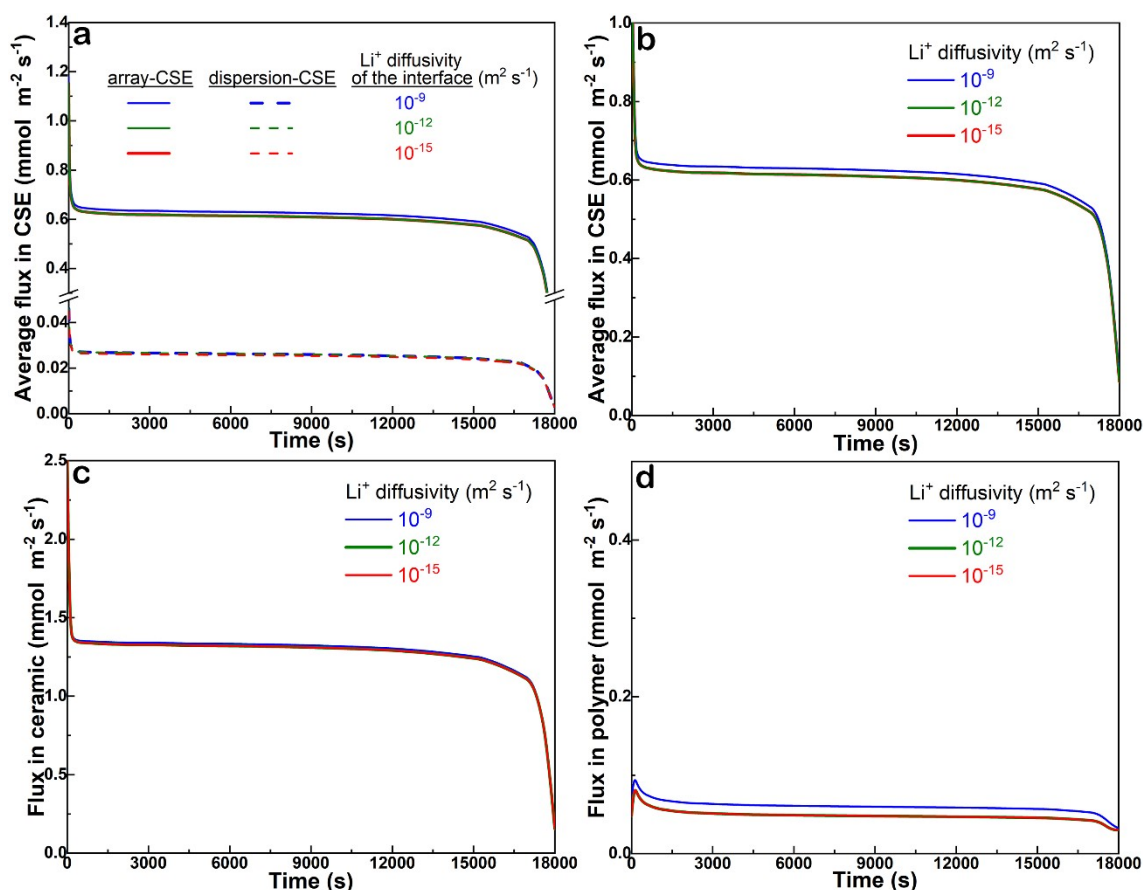 a
array-CSE dispersion-CSE Li⁺ diffusivity of the interface (m² s⁻¹)
10⁻⁹
10⁻¹²
10⁻¹⁵
Average flux in CSE (mmol m⁻² s⁻¹)
1.4
1.2
1.0
0.8
0.6
0.4
0.04
0.02
0.00
0 3000 6000 9000 12000 15000 18000
Time (s)
b
Li⁺ diffusivity (m² s⁻¹)
10⁻⁹
10⁻¹²
10⁻¹⁵
Average flux in CSE (mmol m⁻² s⁻¹)
1.0
0.8
0.6
0.4
0.2
0.0
0 3000 6000 9000 12000 15000 18000
Time (s)
c
Li⁺ diffusivity (m² s⁻¹)
10⁻⁹
10⁻¹²
10⁻¹⁵
Flux in ceramic (mmol m⁻² s⁻¹)
2.5
2.0
1.5
1.0
0.5
0.0
0 3000 6000 9000 12000 15000 18000
Time (s)
d
Li⁺ diffusivity (m² s⁻¹)
10⁻⁹
10⁻¹²
10⁻¹⁵
Flux in polymer (mmol m⁻² s⁻¹)
0.4
0.2
0.0
0 3000 6000 9000 12000 15000 18000
Time (s)